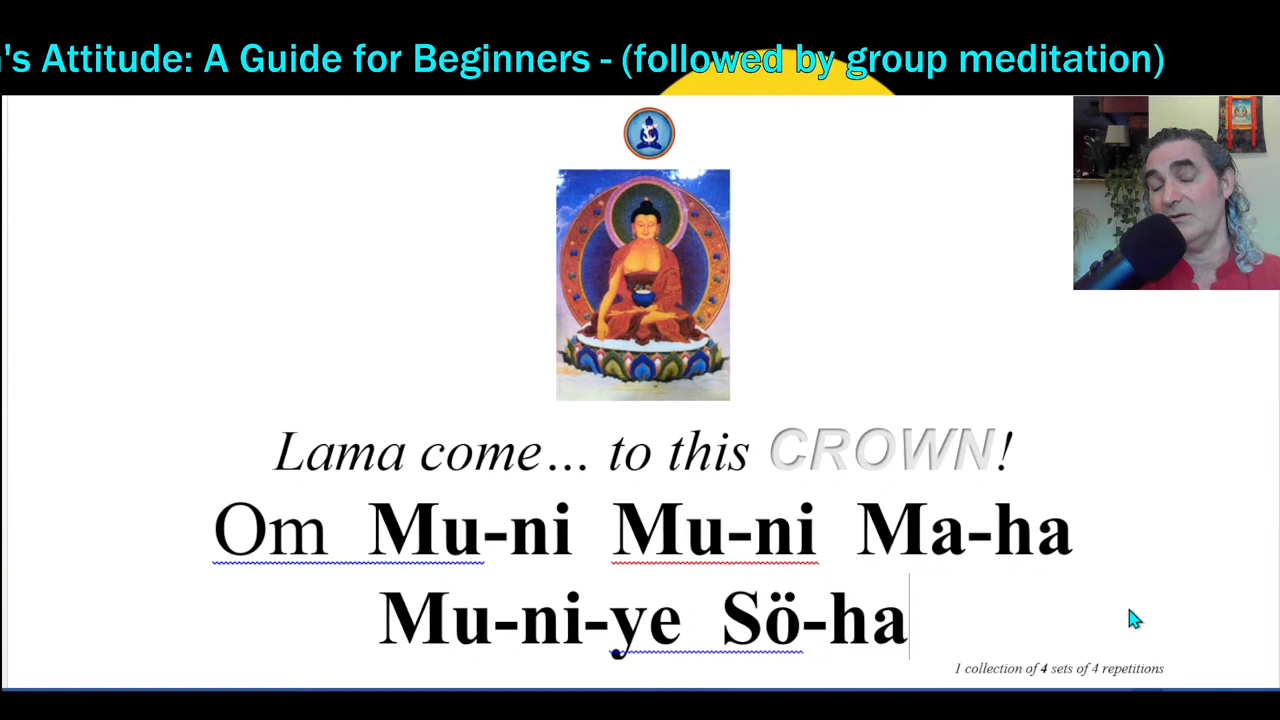 's Attitude: A Guide for Beginners - (followed by group meditation)
Lama come... to this CROWN!
Om Mu-ni Mu-ni Ma-ha
Mu-ni-ye Sö-ha
1 collection of 4 sets of 4 repetitions